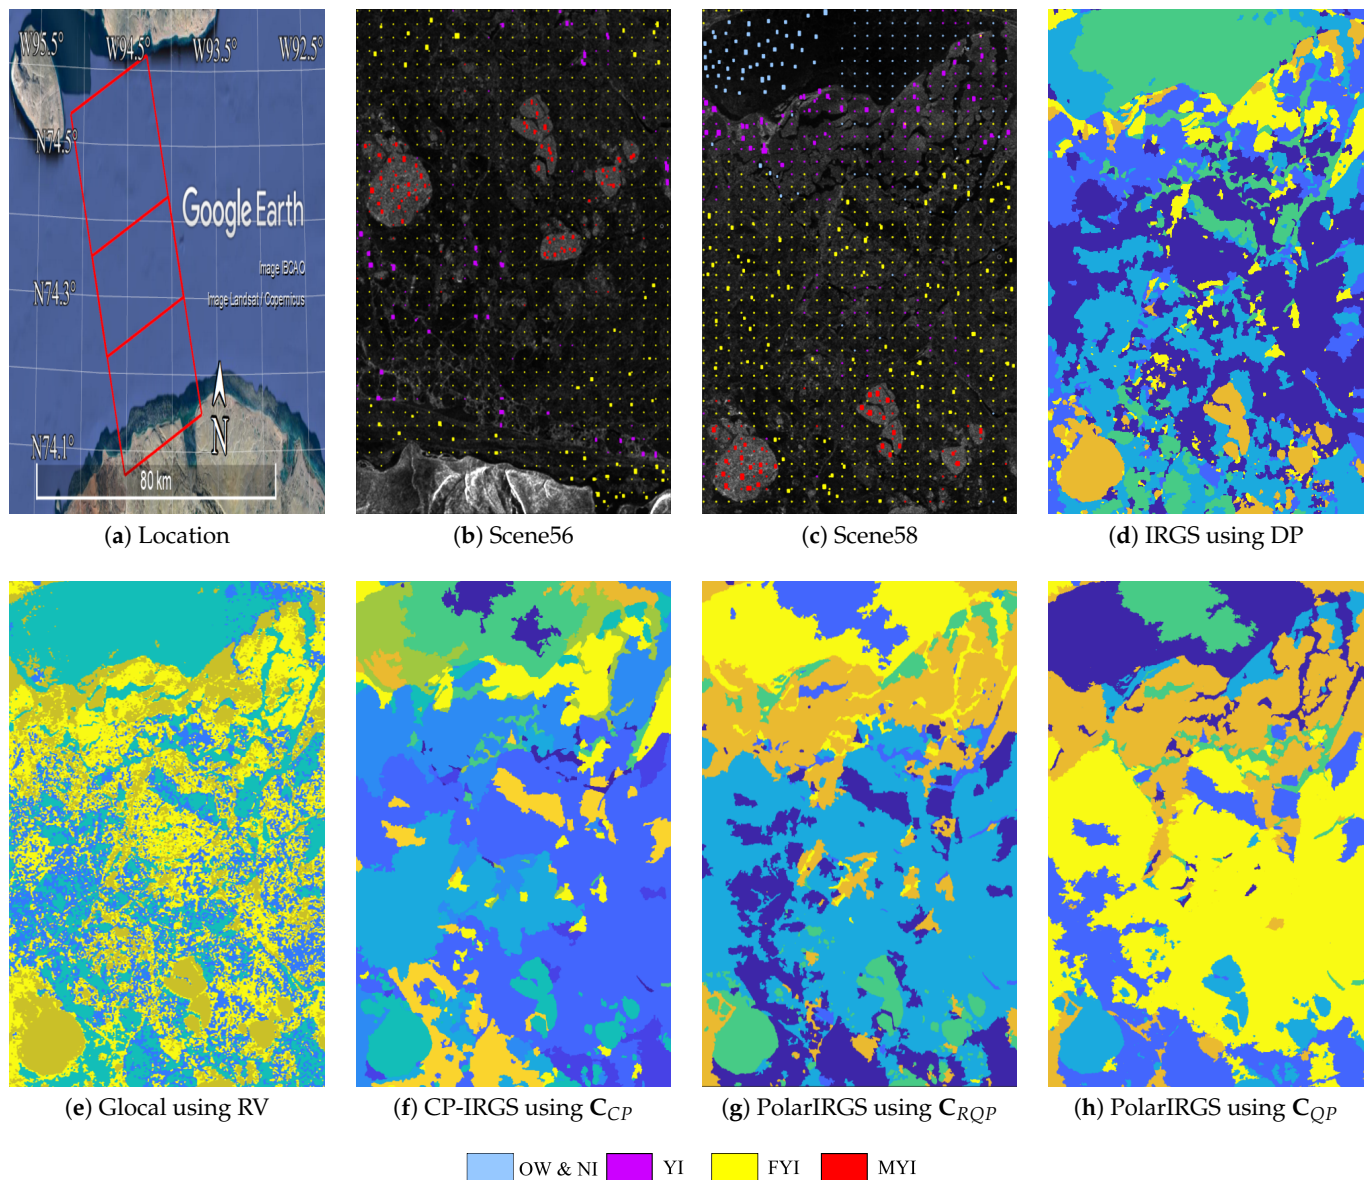 W95.5° W94.5° W93.5° W92.5°
N74.5°
Google Earth
Image IBCAO
N74.3°
Image Landsat / Copernicus
N74.1°
N
80 km
(a) Location
(b) Scene56
(c) Scene58
(d) IRGS using DP
(e) Glocal using RV
(f) CP-IRGS using C_CP
(g) PolarIRGS using C_RQP
(h) PolarIRGS using C_QP
OW & NI YI FYI MYI